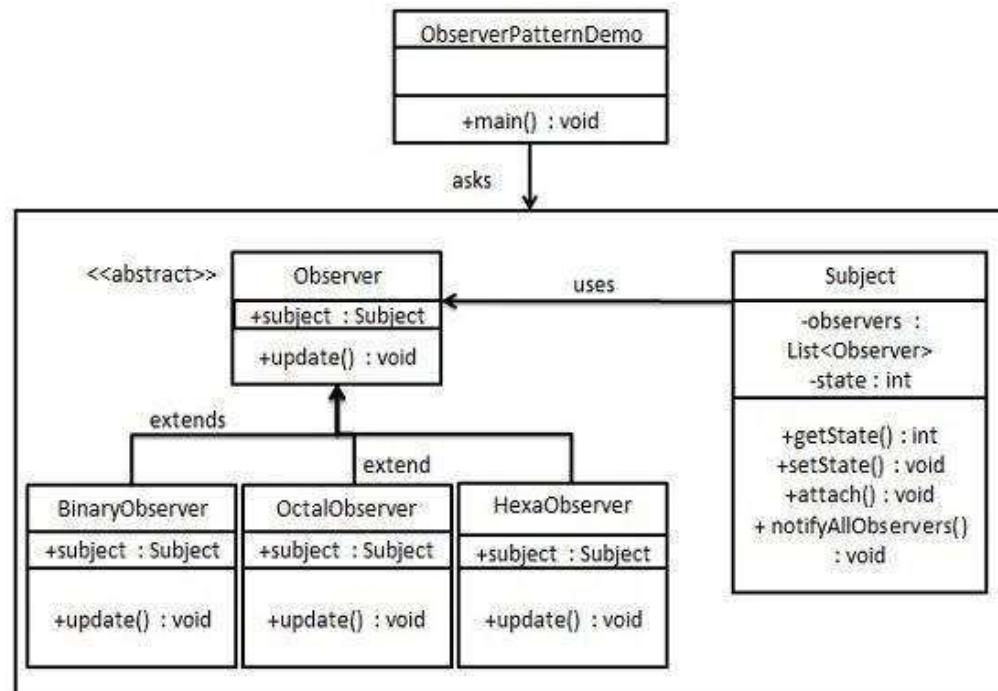 ObserverPatternDemo
+main() : void
asks
<<abstract>>
Observer
+subject : Subject
+update() : void
uses
Subject
-observers :
List<Observer>
-state : int
+getState() : int
+setState() : void
+attach() : void
+ notifyAllObservers()
: void
extends
extend
BinaryObserver
+subject : Subject
+update() : void
OctalObserver
+subject : Subject
+update() : void
HexaObserver
+subject : Subject
+update() : void